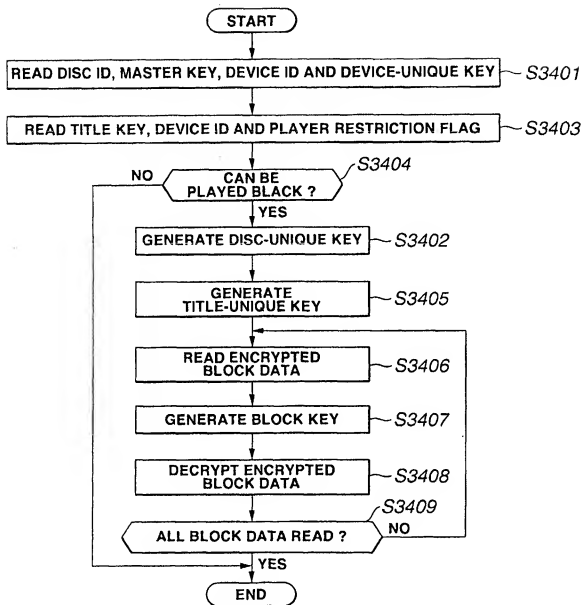 START
READ DISC ID, MASTER KEY, DEVICE ID AND DEVICE-UNIQUE KEY
S3401
READ TITLE KEY, DEVICE ID AND PLAYER RESTRICTION FLAG
S3403
S3404
NO
CAN BE
PLAYED BLACK ?
YES
GENERATE DISC-UNIQUE KEY
S3402
GENERATE
TITLE-UNIQUE KEY
S3405
READ ENCRYPTED
BLOCK DATA
S3406
GENERATE BLOCK KEY
S3407
DECRYPT ENCRYPTED
BLOCK DATA
S3408
S3409
ALL BLOCK DATA READ ?
NO
YES
END